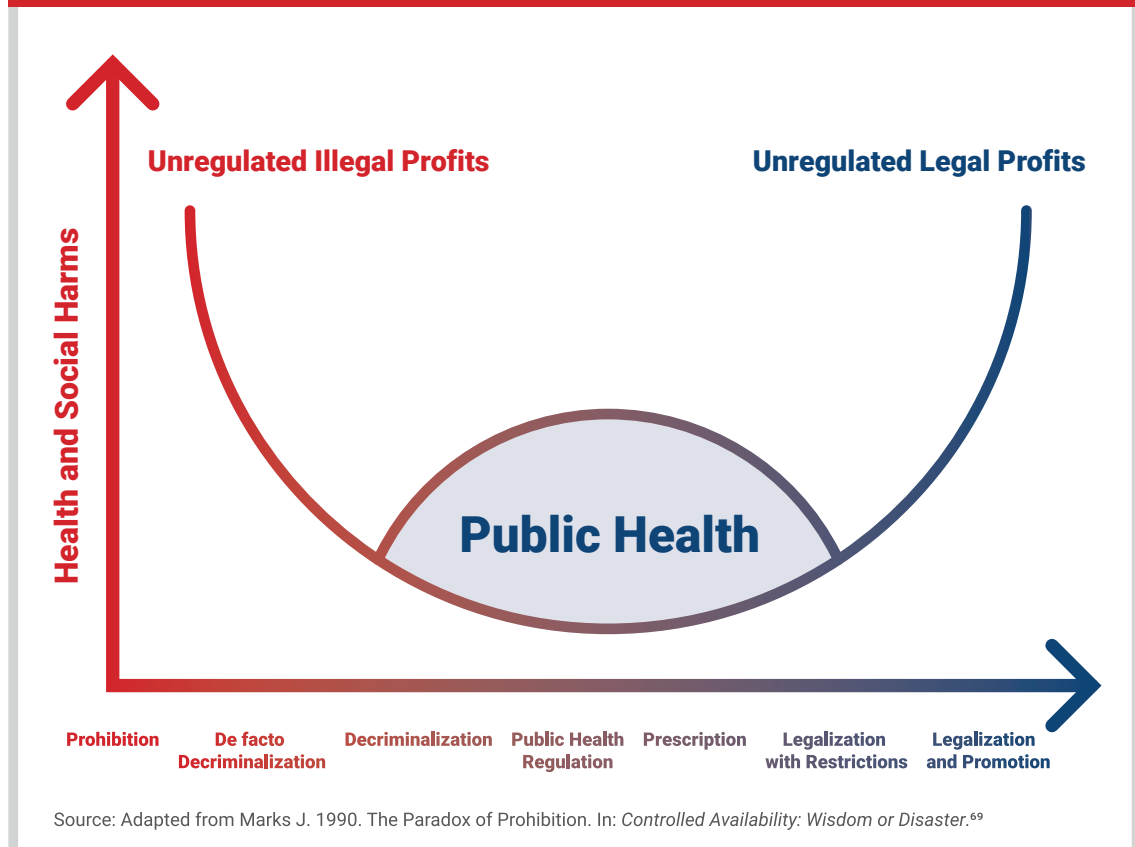 Unregulated Illegal Profits
Unregulated Legal Profits
Health and Social Harms
Public Health
Prohibition
De facto
Decriminalization
Decriminalization
Public Health
Regulation
Prescription
Legalization
with Restrictions
Legalization
and Promotion
Source: Adapted from Marks J. 1990. The Paradox of Prohibition. In: Controlled Availability: Wisdom or Disaster.⁶⁹